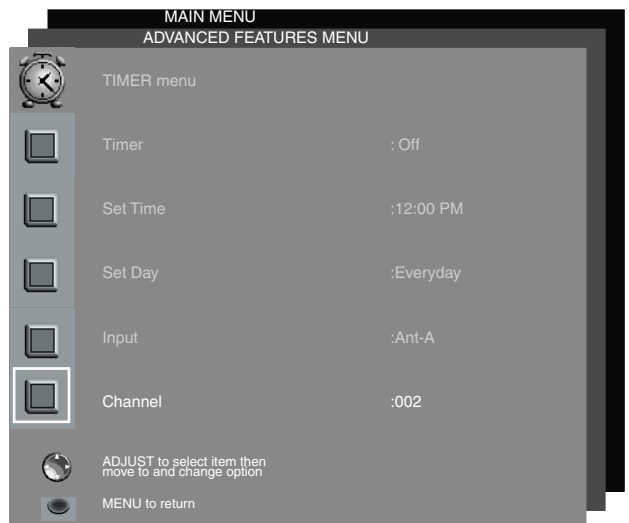 MAIN MENU
ADVANCED FEATURES MENU
TIMER menu
Timer : Off
Set Time :12:00 PM
Set Day :Everyday
Input :Ant-A
Channel :002
ADJUST to select item then
move to and change option
MENU to return